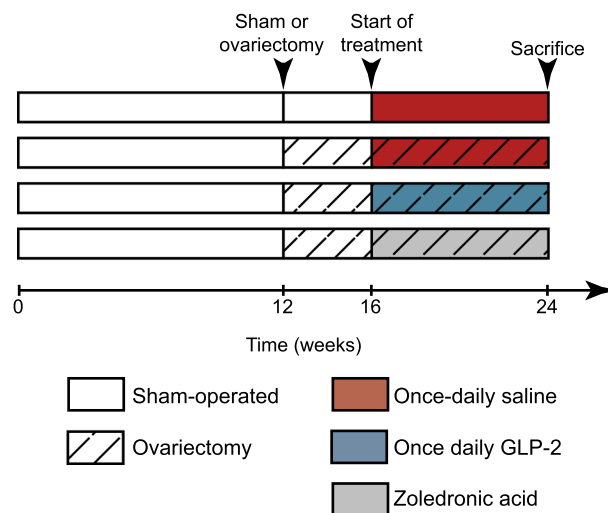 Sham or
ovariectomy
Start of
treatment
Sacrifice
0
12
16
24
Time (weeks)
Sham-operated
Once-daily saline
Ovariectomy
Once daily GLP-2
Zoledronic acid